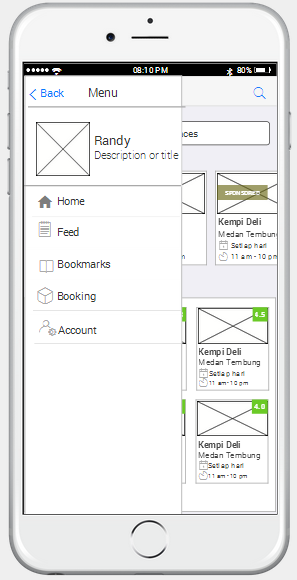 08:10 PM
80%
Back
Menu
Randy
Description or title
Home
Feed
Bookmarks
Booking
Account
SPONSORED
Kempi Deli
Medan Tembung
Setiap hari
11 am - 10 pm
4.5
Kempi Deli
Medan Tembung
Setiap hari
11 am - 10 pm
4.0
Kempi Deli
Medan Tembung
Setiap hari
11 am - 10 pm